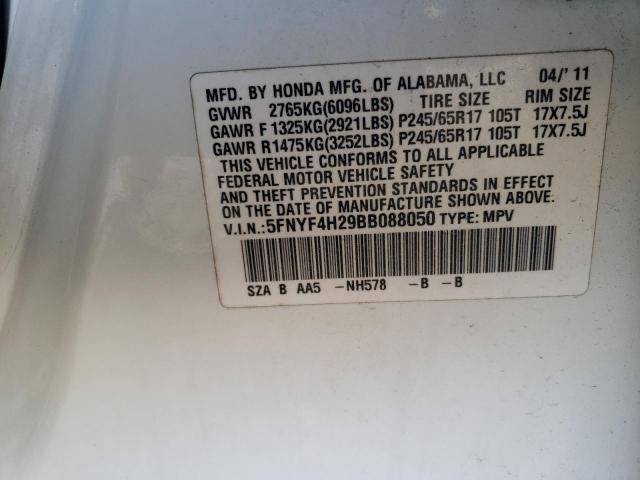 MFD. BY HONDA MFG. OF ALABAMA, LLC 04/'11
GVWR 2765KG(6096LBS) TIRE SIZE RIM SIZE
GAWR F 1325KG(2921LBS) P245/65R17 105T 17X7.5J
GAWR R1475KG(3252LBS) P245/65R17 105T 17X7.5J
THIS VEHICLE CONFORMS TO ALL APPLICABLE
FEDERAL MOTOR VEHICLE SAFETY
AND THEFT PREVENTION STANDARDS IN EFFECT
ON THE DATE OF MANUFACTURE SHOWN ABOVE.
V.I.N.:5FNYF4H29BB088050 TYPE: MPV
SZA B AA5 -NH578 -B -B